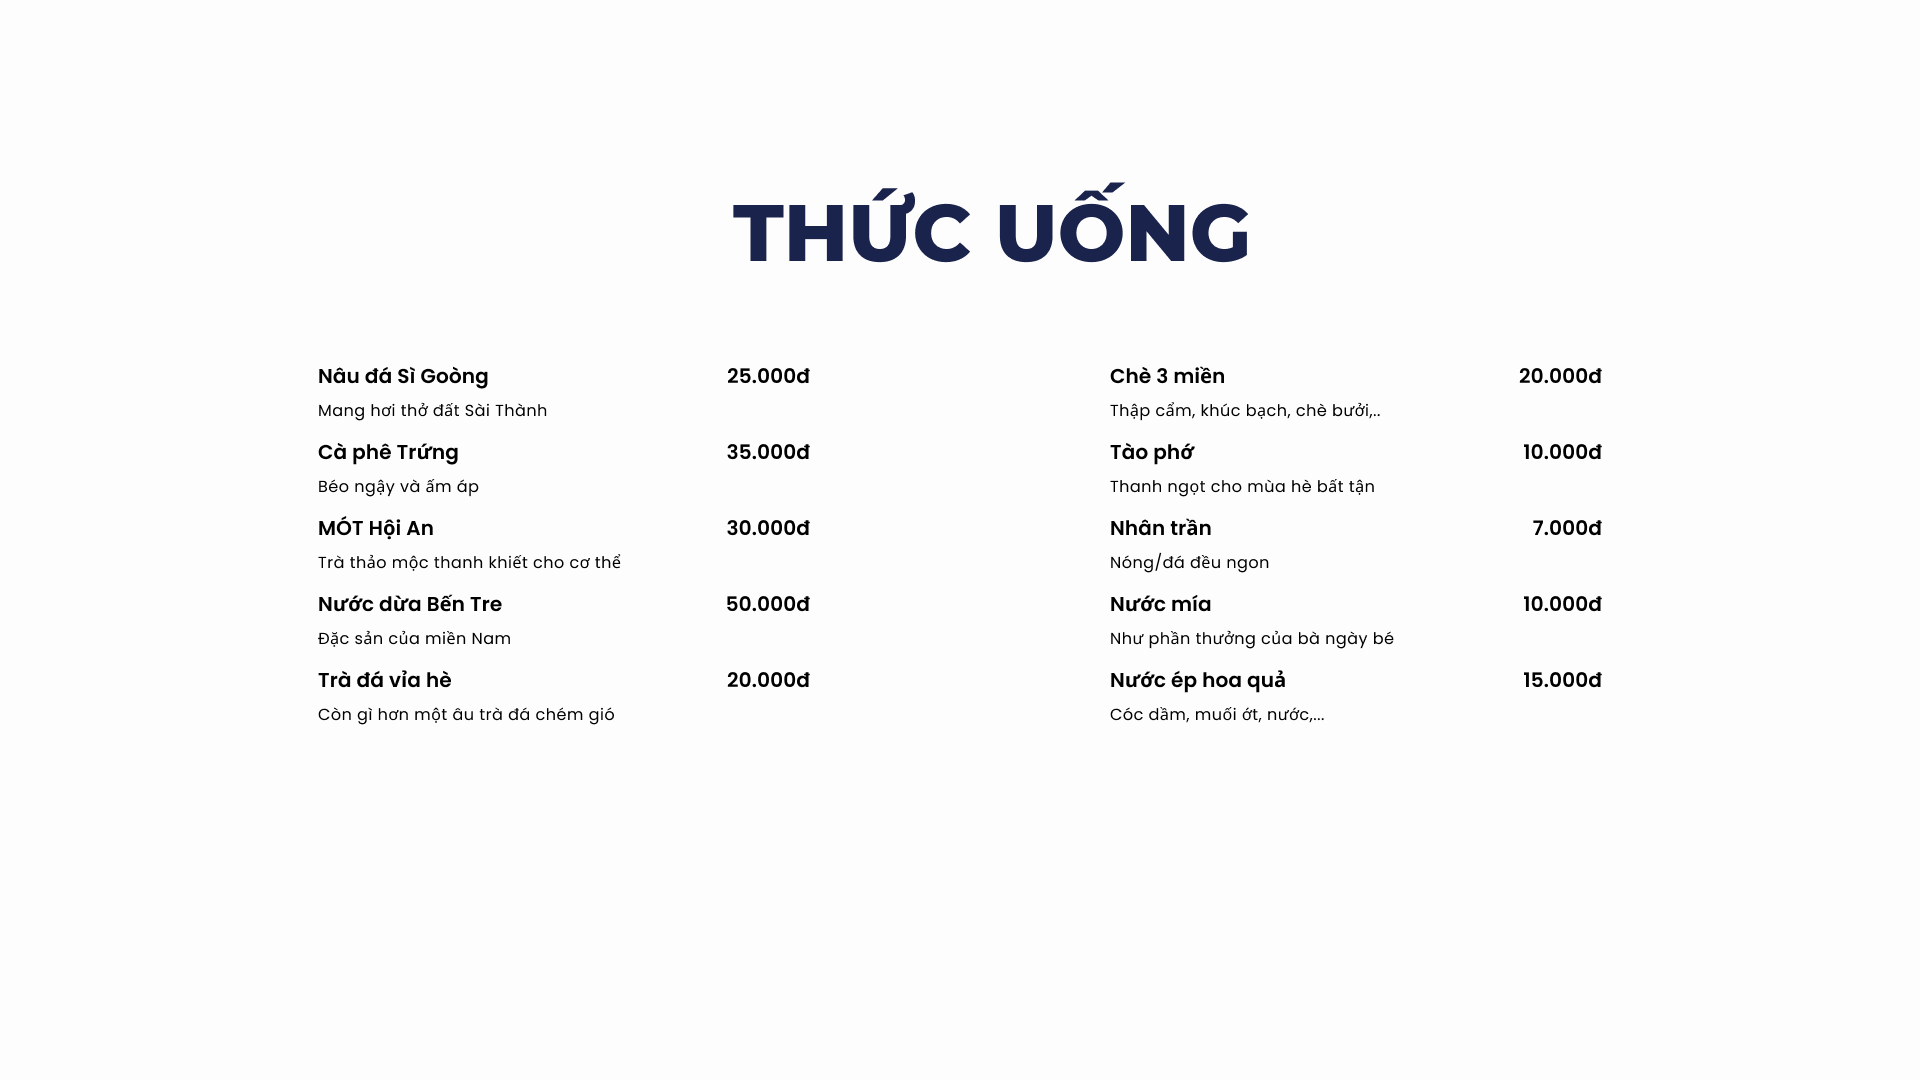 THỨC UỐNG
Nâu đá Sì Goòng 25.000đ
Mang hơi thở đất Sài Thành
Cà phê Trứng 35.000đ
Béo ngậy và ấm áp
MÓT Hội An 30.000đ
Trà thảo mộc thanh khiết cho cơ thể
Nước dừa Bến Tre 50.000đ
Đặc sản của miền Nam
Trà đá vỉa hè 20.000đ
Còn gì hơn một âu trà đá chém gió
Chè 3 miền 20.000đ
Thập cẩm, khúc bạch, chè bưởi,..
Tào phớ 10.000đ
Thanh ngọt cho mùa hè bất tận
Nhân trần 7.000đ
Nóng/đá đều ngon
Nước mía 10.000đ
Như phần thưởng của bà ngày bé
Nước ép hoa quả 15.000đ
Cóc dầm, muối ớt, nước,...